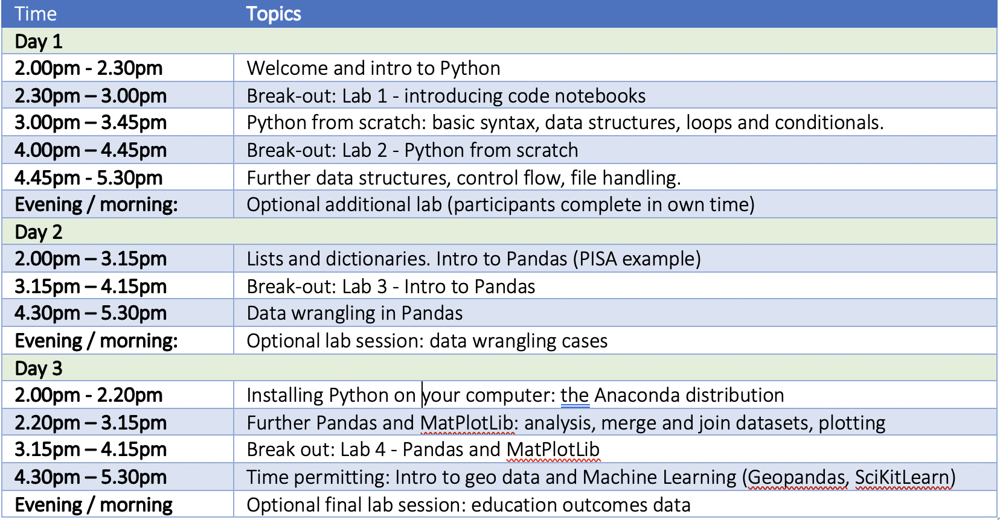 Time Topics
Day 1
2.00pm - 2.30pm Welcome and intro to Python
2.30pm – 3.00pm Break-out: Lab 1 - introducing code notebooks
3.00pm – 3.45pm Python from scratch: basic syntax, data structures, loops and conditionals.
4.00pm – 4.45pm Break-out: Lab 2 - Python from scratch
4.45pm - 5.30pm Further data structures, control flow, file handling.
Evening / morning: Optional additional lab (participants complete in own time)
Day 2
2.00pm – 3.15pm Lists and dictionaries. Intro to Pandas (PISA example)
3.15pm – 4.15pm Break-out: Lab 3 - Intro to Pandas
4.30pm – 5.30pm Data wrangling in Pandas
Evening / morning: Optional lab session: data wrangling cases
Day 3
2.00pm - 2.20pm Installing Python on your computer: the Anaconda distribution
2.20pm – 3.15pm Further Pandas and MatPlotLib: analysis, merge and join datasets, plotting
3.15pm – 4.15pm Break out: Lab 4 - Pandas and MatPlotLib
4.30pm – 5.30pm Time permitting: Intro to geo data and Machine Learning (Geopandas, SciKitLearn)
Evening / morning Optional final lab session: education outcomes data